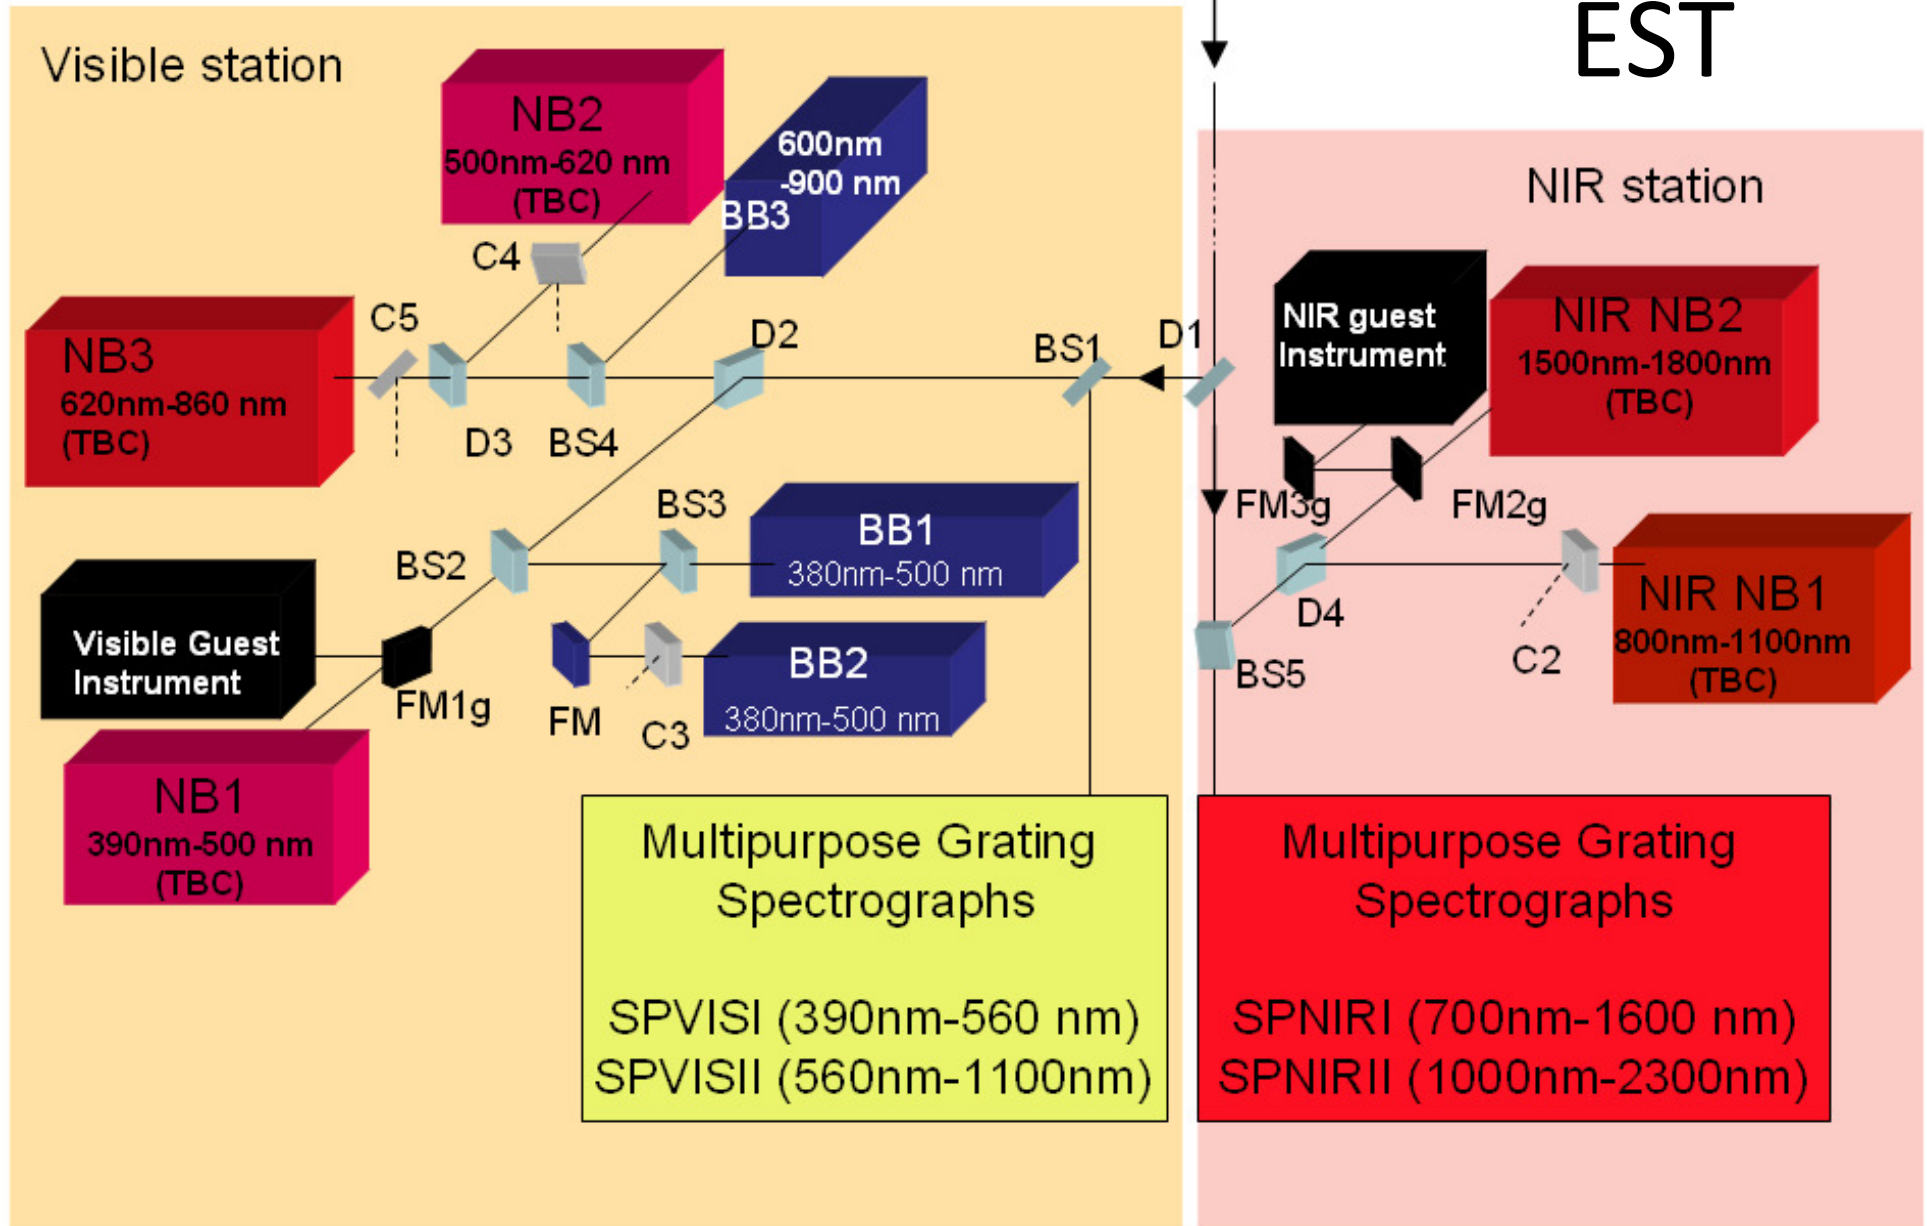 EST
Visible station
NB2
500nm-620 nm
(TBC)
600nm
-900 nm
BB3
C4
C5
NB3
620nm-860 nm
(TBC)
D3
BS4
D2
BS1
D1
BS2
BS3
BB1
380nm-500 nm
Visible Guest
Instrument
FM1g
FM
C3
BB2
380nm-500 nm
NB1
390nm-500 nm
(TBC)
Multipurpose Grating
Spectrographs
SPVISI (390nm-560 nm)
SPVISII (560nm-1100nm)
NIR station
NIR guest
Instrument
NIR NB2
1500nm-1800nm
(TBC)
FM3g
FM2g
D4
BS5
C2
NIR NB1
800nm-1100nm
(TBC)
Multipurpose Grating
Spectrographs
SPNIRI (700nm-1600 nm)
SPNIRII (1000nm-2300nm)